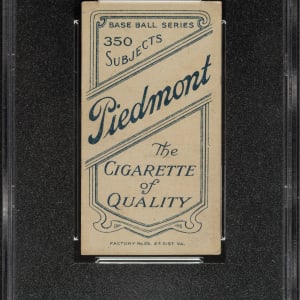 BASE BALL SERIES
350
SUBJECTS
Piedmont
The
CIGARETTE
of
QUALITY
FACTORY No. 25, 2nd DIST. VA.